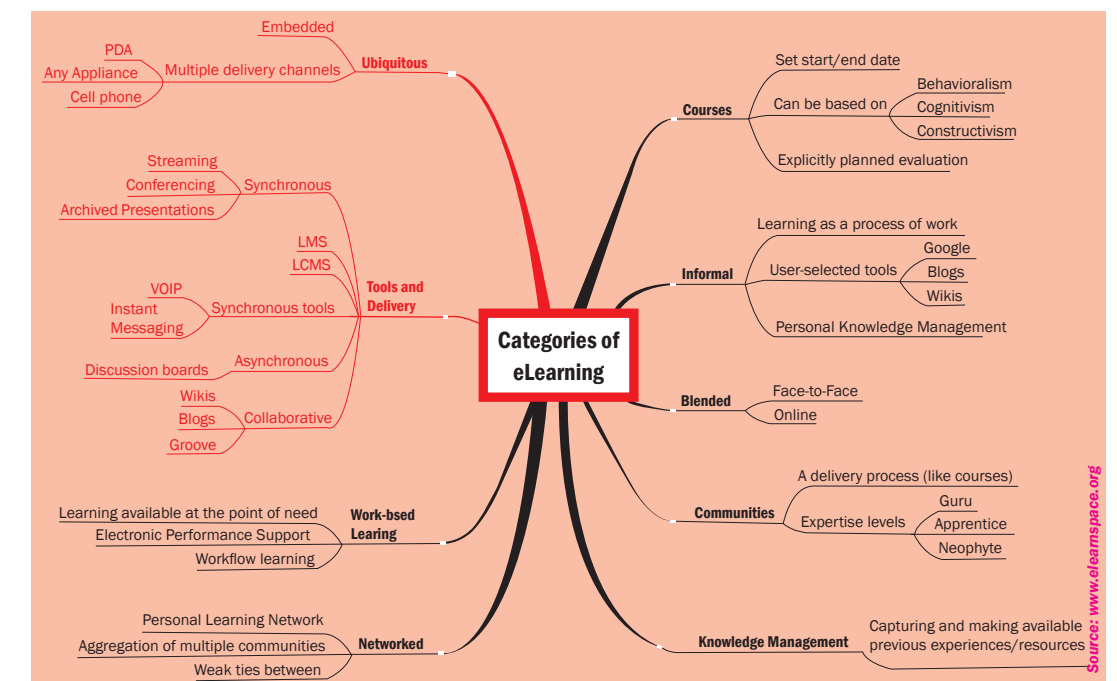 Categories of
eLearning
Ubiquitous
Embedded
Multiple delivery channels
PDA
Any Appliance
Cell phone
Tools and
Delivery
Synchronous
Streaming
Conferencing
Archived Presentations
LMS
LCMS
Synchronous tools
VOIP
Instant
Messaging
Asynchronous
Discussion boards
Collaborative
Wikis
Blogs
Groove
Work-bsed
Learing
Learning available at the point of need
Electronic Performance Support
Workflow learning
Networked
Personal Learning Network
Aggregation of multiple communities
Weak ties between
Courses
Set start/end date
Can be based on
Behavioralism
Cognitivism
Constructivism
Explicitly planned evaluation
Informal
Learning as a process of work
User-selected tools
Google
Blogs
Wikis
Personal Knowledge Management
Blended
Face-to-Face
Online
Communities
A delivery process (like courses)
Expertise levels
Guru
Apprentice
Neophyte
Knowledge Management
Capturing and making available
previous experiences/resources
Source: www.elearnspace.org